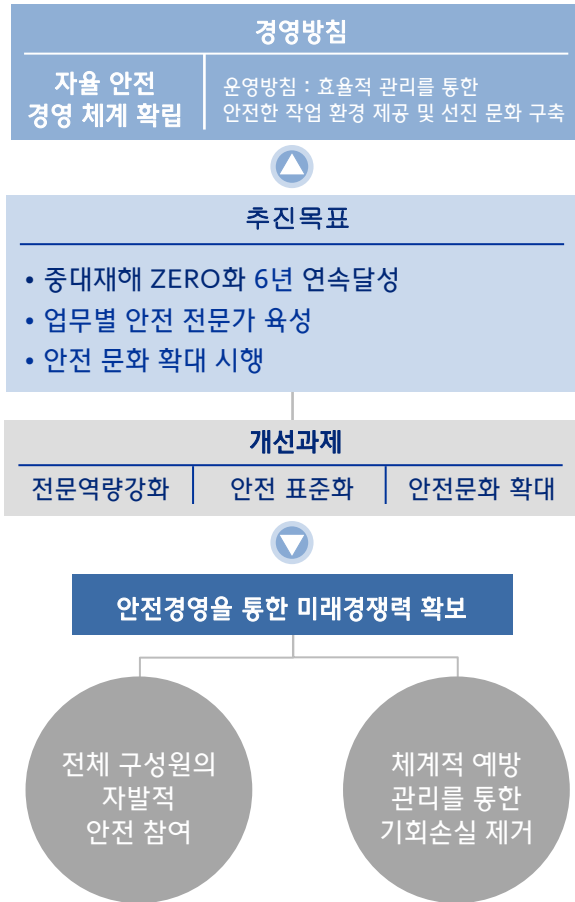 경영방침
자율 안전
경영 체계 확립
운영방침 : 효율적 관리를 통한
안전한 작업 환경 제공 및 선진 문화 구축
추진목표
• 중대재해 ZERO화 6년 연속달성
• 업무별 안전 전문가 육성
• 안전 문화 확대 시행
개선과제
전문역량강화
안전 표준화
안전문화 확대
안전경영을 통한 미래경쟁력 확보
전체 구성원의
자발적
안전 참여
체계적 예방
관리를 통한
기회손실 제거